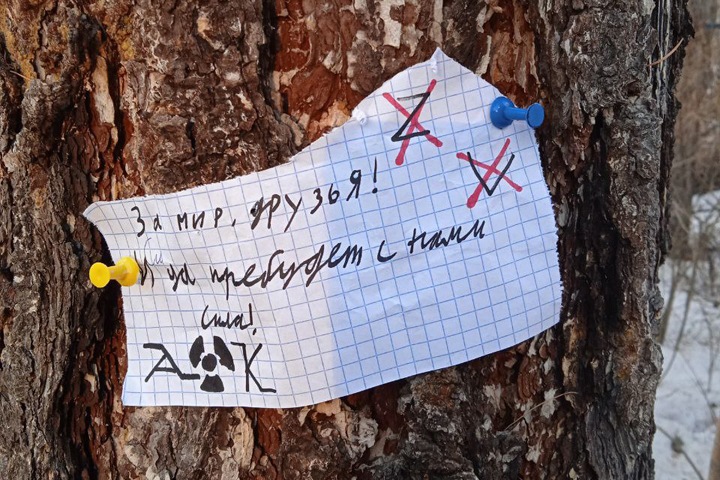 Z
V
За мир, друзья!
И да пребудет с нами
сила!
А К